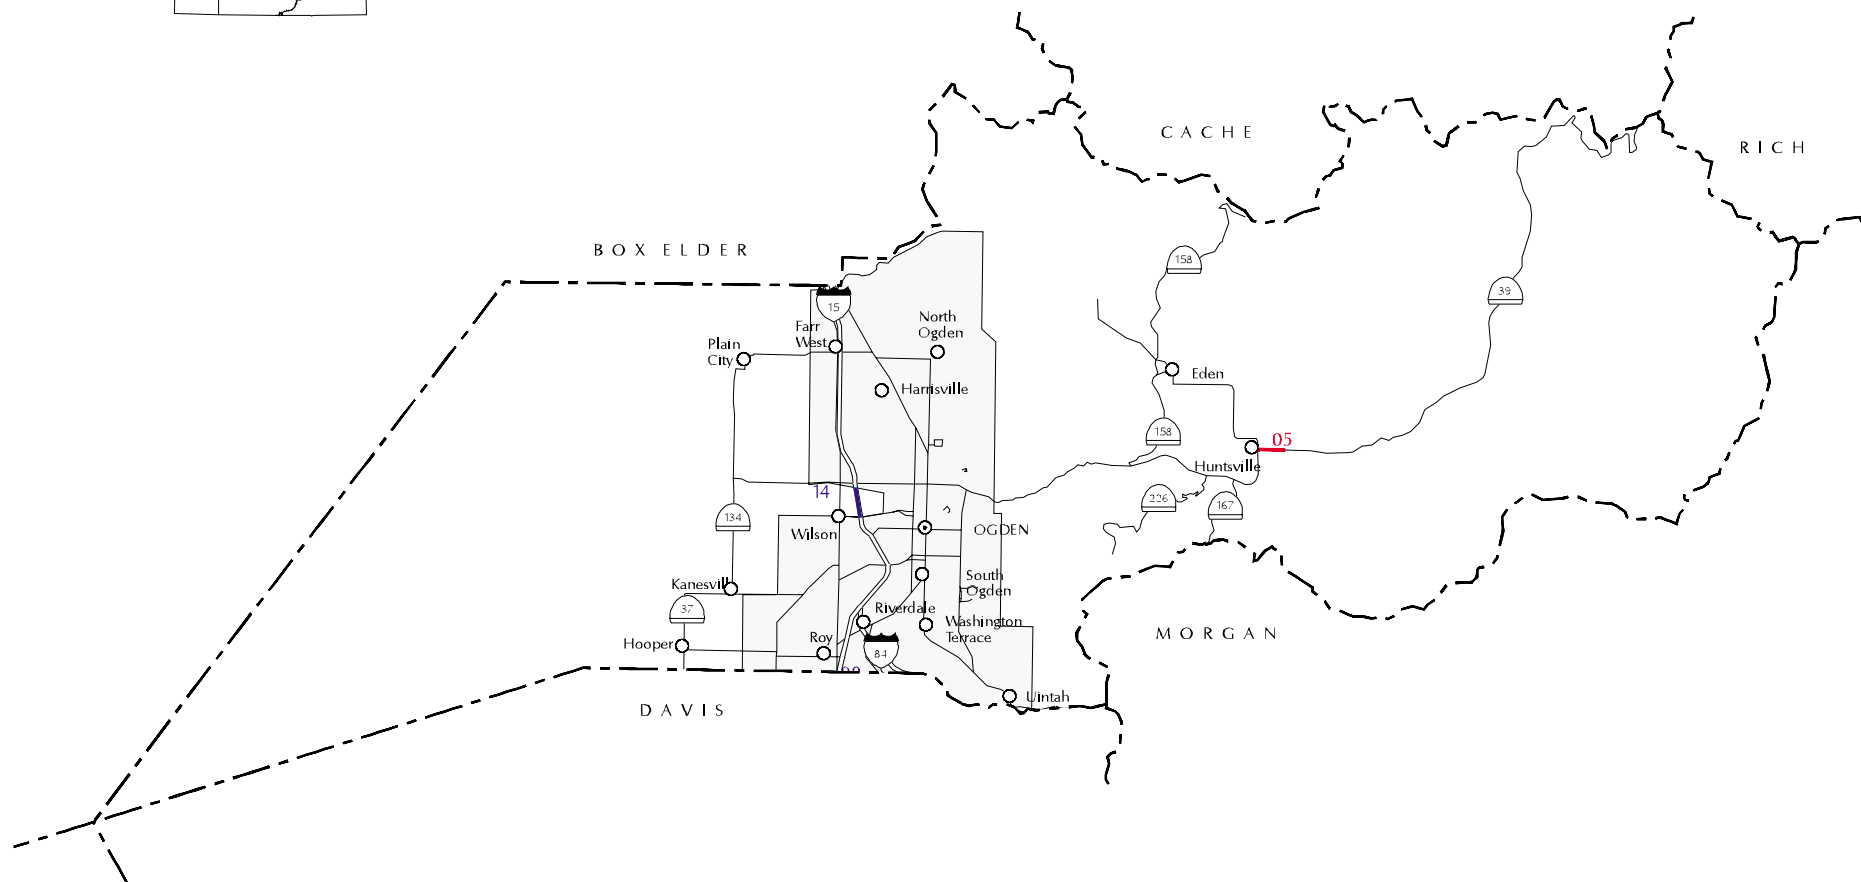 CACHE
RICH
BOX ELDER
158
39
15
North
Ogden
Farr
West
Plain
City
Eden
Harrisville
158
05
Huntsville
14
226
167
134
Wilson
OGDEN
South
Ogden
Kanesvill
37
Riverdale
Washington
Terrace
Roy
Hooper
84
MORGAN
Uintah
DAVIS